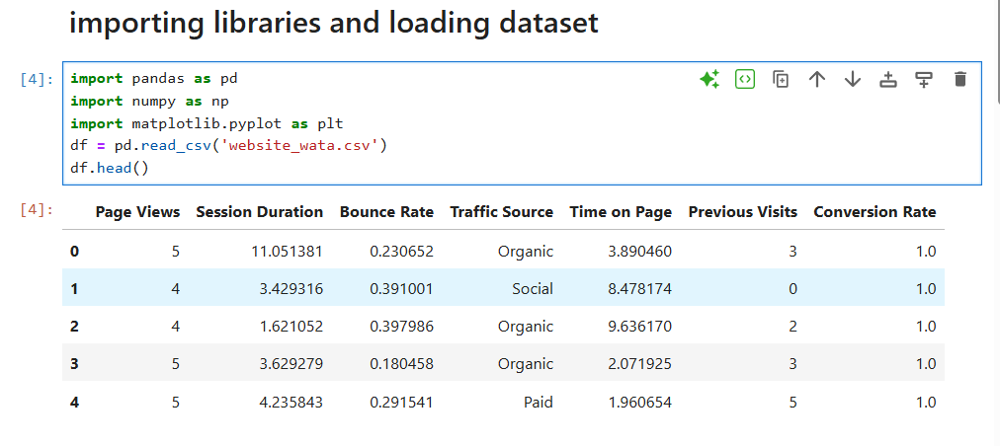 importing libraries and loading dataset
[4]: import pandas as pd
import numpy as np
import matplotlib.pyplot as plt
df = pd.read_csv('website_wata.csv')
df.head()
[4]: Page Views Session Duration Bounce Rate Traffic Source Time on Page Previous Visits Conversion Rate
0 5 11.051381 0.230652 Organic 3.890460 3 1.0
1 4 3.429316 0.391001 Social 8.478174 0 1.0
2 4 1.621052 0.397986 Organic 9.636170 2 1.0
3 5 3.629279 0.180458 Organic 2.071925 3 1.0
4 5 4.235843 0.291541 Paid 1.960654 5 1.0